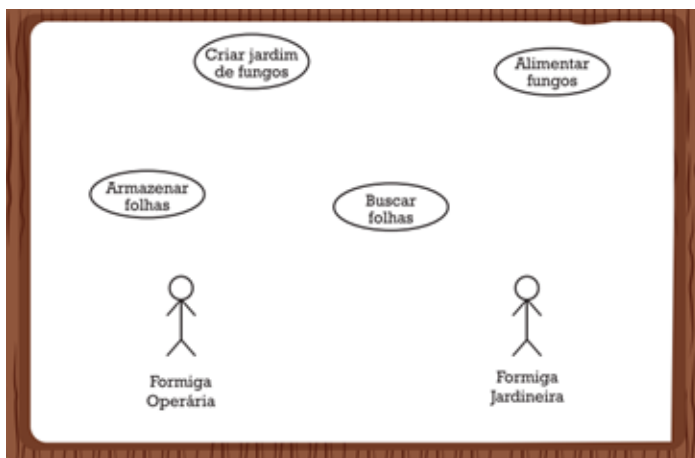 Criar jardim
de fungos
Alimentar
fungos
Armazenar
folhas
Buscar
folhas
Formiga
Operária
Formiga
Jardineira